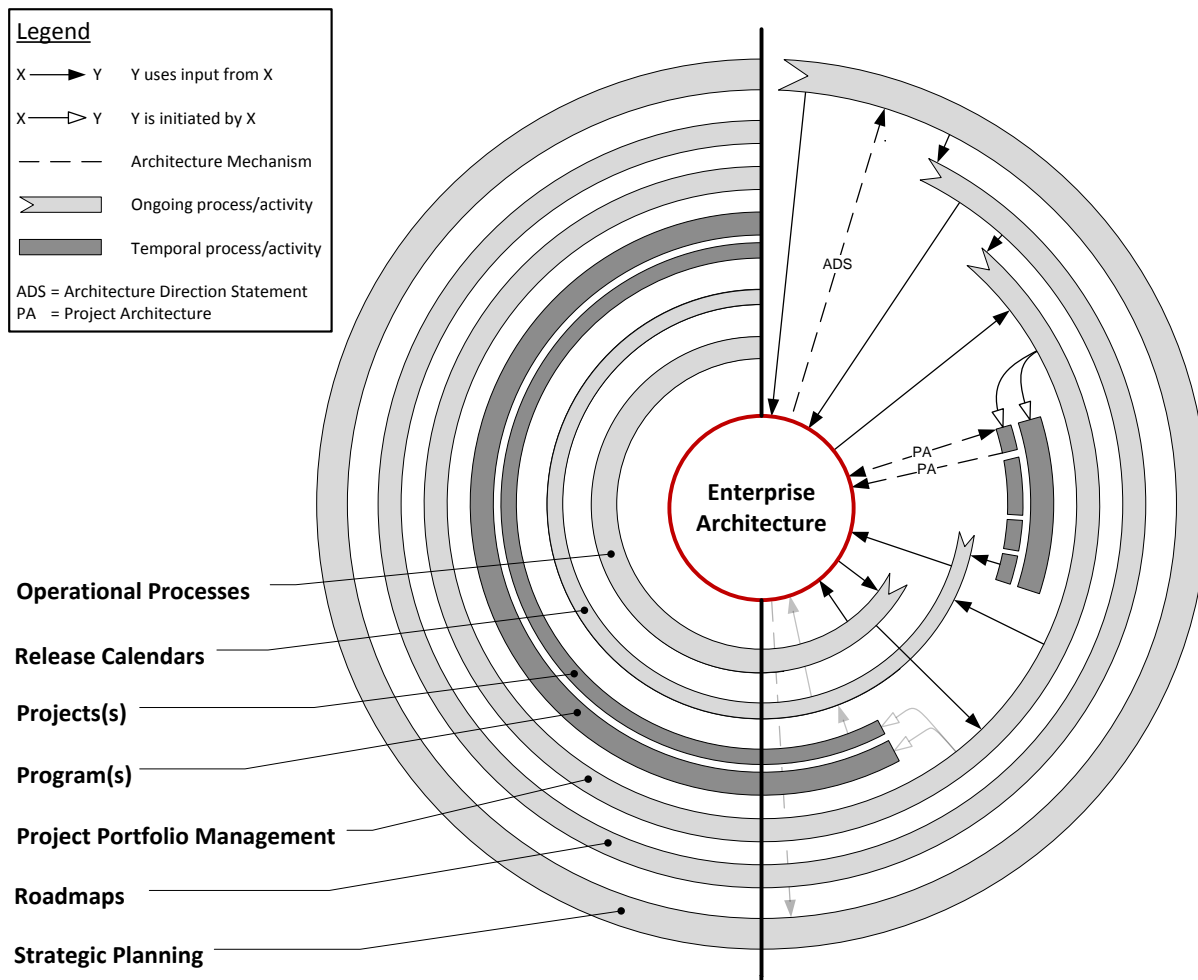 Legend
X Y Y uses input from X
X Y Y is initiated by X
Architecture Mechanism
Ongoing process/activity
Temporal process/activity
ADS = Architecture Direction Statement
PA = Project Architecture
ADS
PA
PA
Enterprise
Architecture
Operational Processes
Release Calendars
Projects(s)
Program(s)
Project Portfolio Management
Roadmaps
Strategic Planning